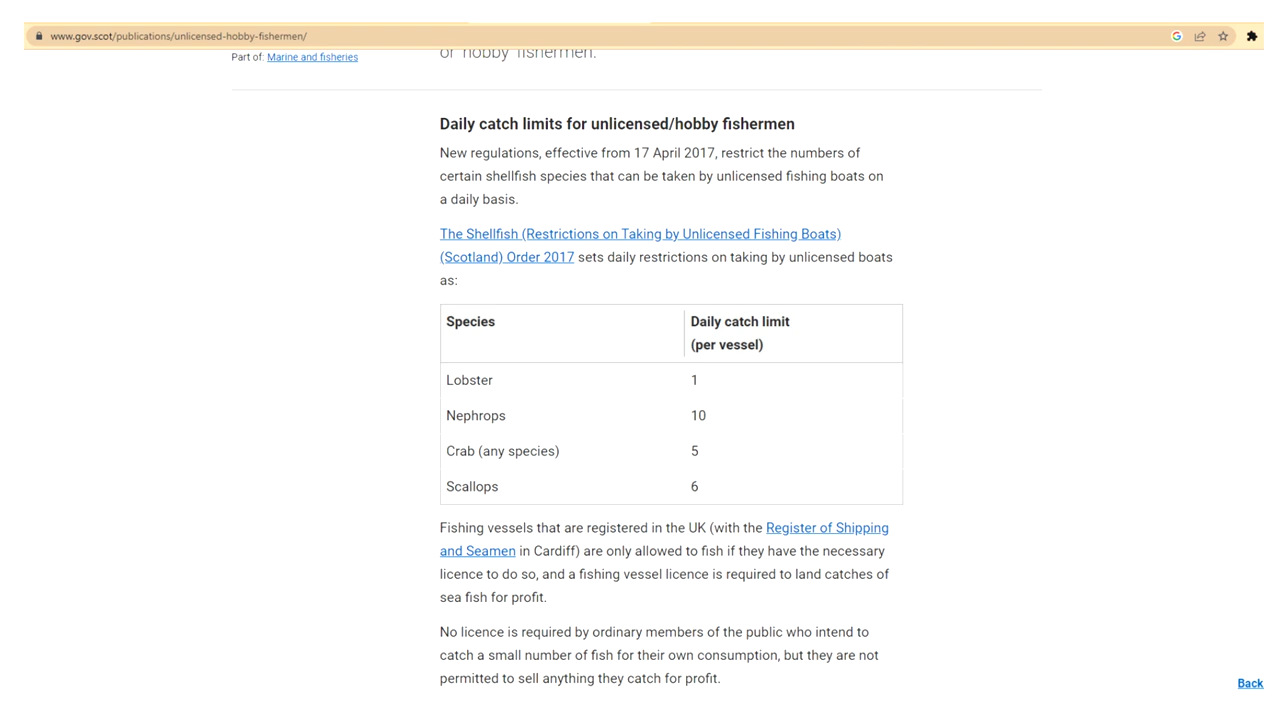 www.gov.scot/publications/unlicensed-hobby-fishermen/
Part of: Marine and fisheries
or hobby fishermen.
Daily catch limits for unlicensed/hobby fishermen
New regulations, effective from 17 April 2017, restrict the numbers of
certain shellfish species that can be taken by unlicensed fishing boats on
a daily basis.
The Shellfish (Restrictions on Taking by Unlicensed Fishing Boats)
(Scotland) Order 2017 sets daily restrictions on taking by unlicensed boats
as:
Species Daily catch limit
(per vessel)
Lobster 1
Nephrops 10
Crab (any species) 5
Scallops 6
Fishing vessels that are registered in the UK (with the Register of Shipping
and Seamen in Cardiff) are only allowed to fish if they have the necessary
licence to do so, and a fishing vessel licence is required to land catches of
sea fish for profit.
No licence is required by ordinary members of the public who intend to
catch a small number of fish for their own consumption, but they are not
permitted to sell anything they catch for profit.
Back